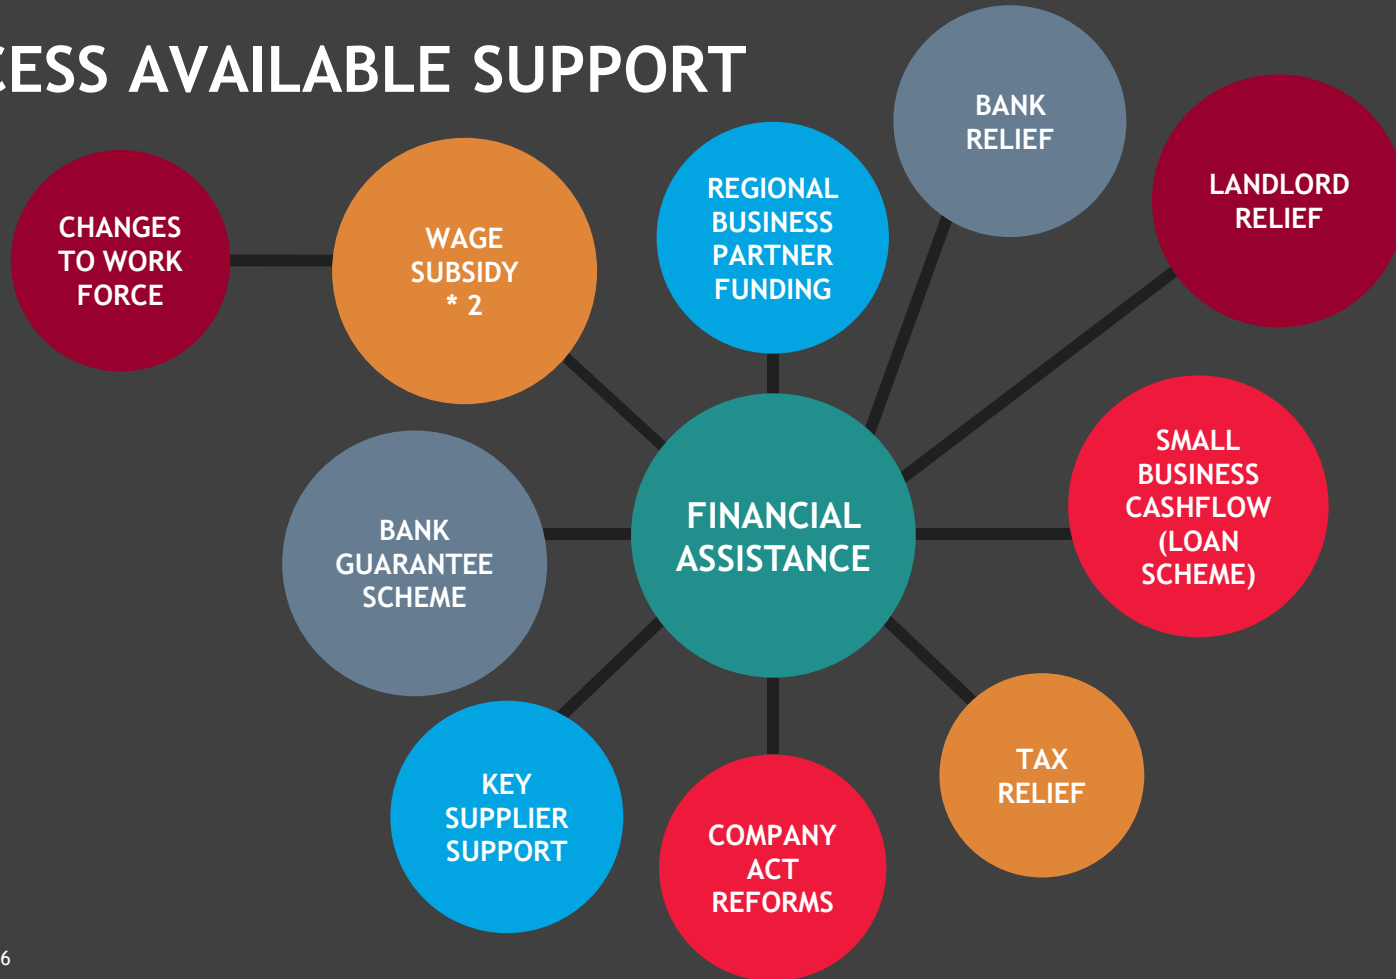 CESS AVAILABLE SUPPORT
BANK
RELIEF
LANDLORD
RELIEF
REGIONAL
BUSINESS
PARTNER
FUNDING
CHANGES
TO WORK
FORCE
WAGE
SUBSIDY
* 2
SMALL
BUSINESS
CASHFLOW
(LOAN
SCHEME)
FINANCIAL
ASSISTANCE
BANK
GUARANTEE
SCHEME
TAX
RELIEF
KEY
SUPPLIER
SUPPORT
COMPANY
ACT
REFORMS
6